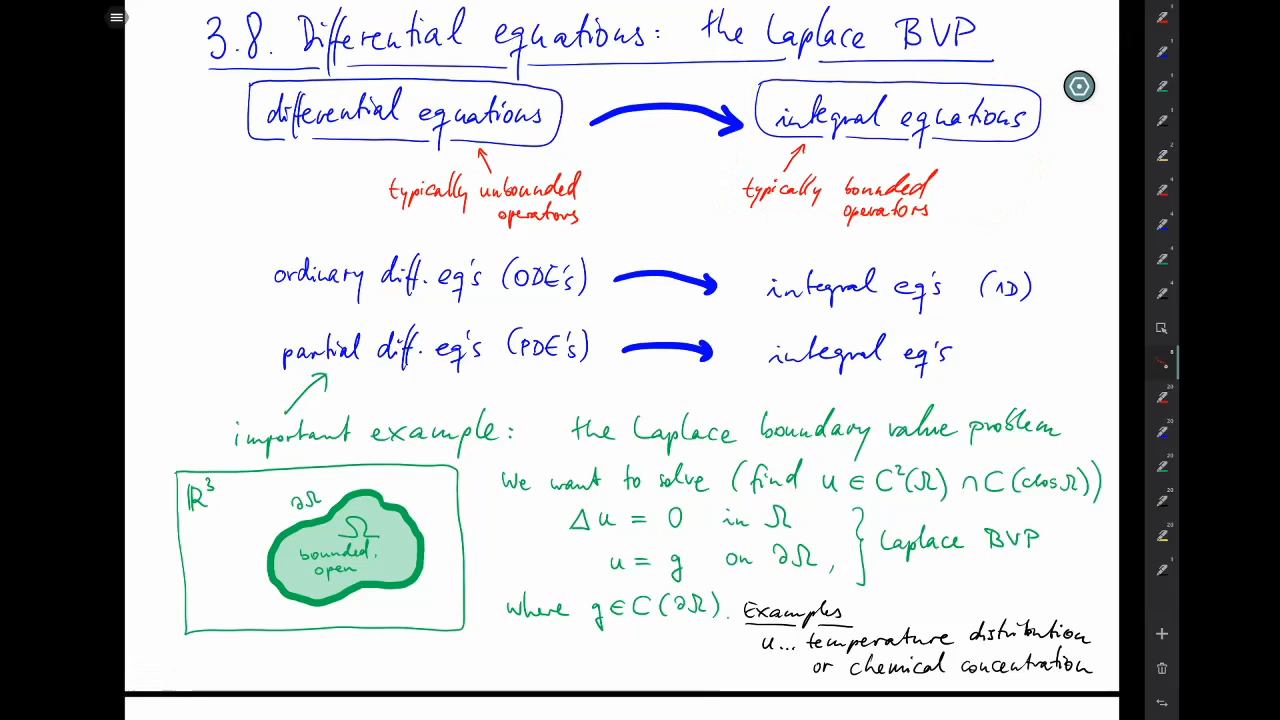 3.8. Differential equations: the Laplace BVP
differential equations
integral equations
typically unbounded
operators
typically bounded
operators
ordinary diff. eq's (ODE's)
integral eq's (1D)
partial diff. eq's (PDE's)
integral eq's
important example: the Laplace boundary value problem
ℝ³
∂Ω
Ω
bounded,
open
We want to solve (find u ∈ C²(Ω) ∩ C(clos Ω))
Δu = 0 in Ω
u = g on ∂Ω,
Laplace BVP
where g ∈ C(∂Ω).
Examples
u... temperature distribution
or chemical concentration